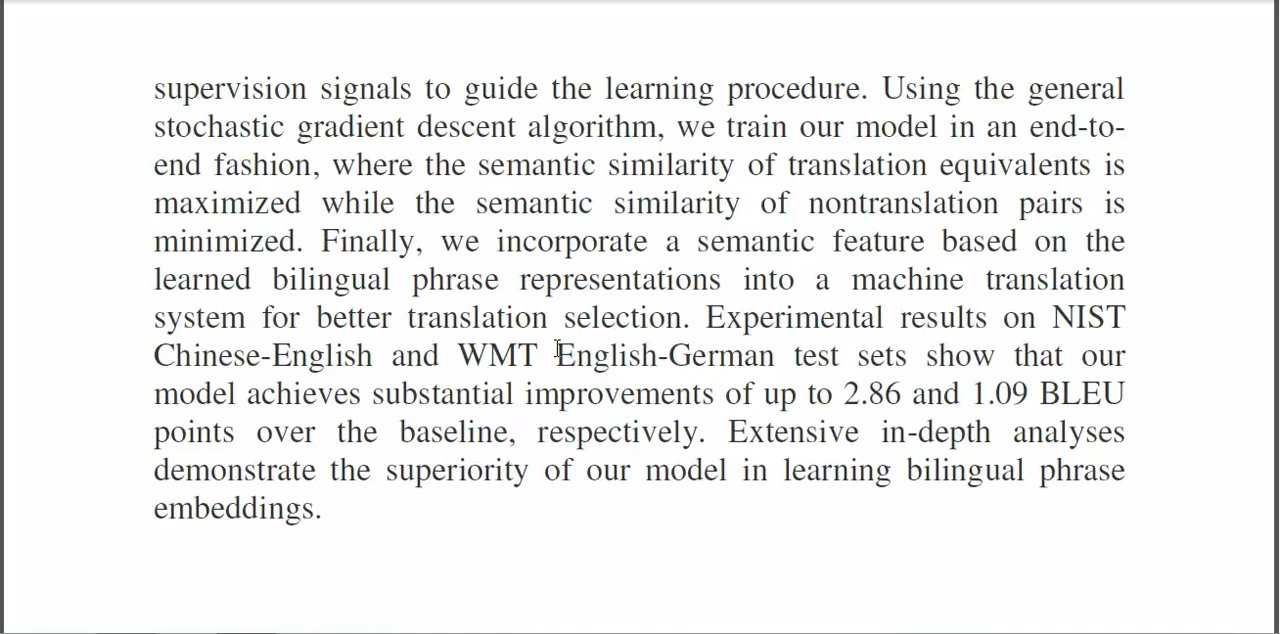 supervision signals to guide the learning procedure. Using the general
stochastic gradient descent algorithm, we train our model in an end-to-
end fashion, where the semantic similarity of translation equivalents is
maximized while the semantic similarity of nontranslation pairs is
minimized. Finally, we incorporate a semantic feature based on the
learned bilingual phrase representations into a machine translation
system for better translation selection. Experimental results on NIST
Chinese-English and WMT English-German test sets show that our
model achieves substantial improvements of up to 2.86 and 1.09 BLEU
points over the baseline, respectively. Extensive in-depth analyses
demonstrate the superiority of our model in learning bilingual phrase
embeddings.